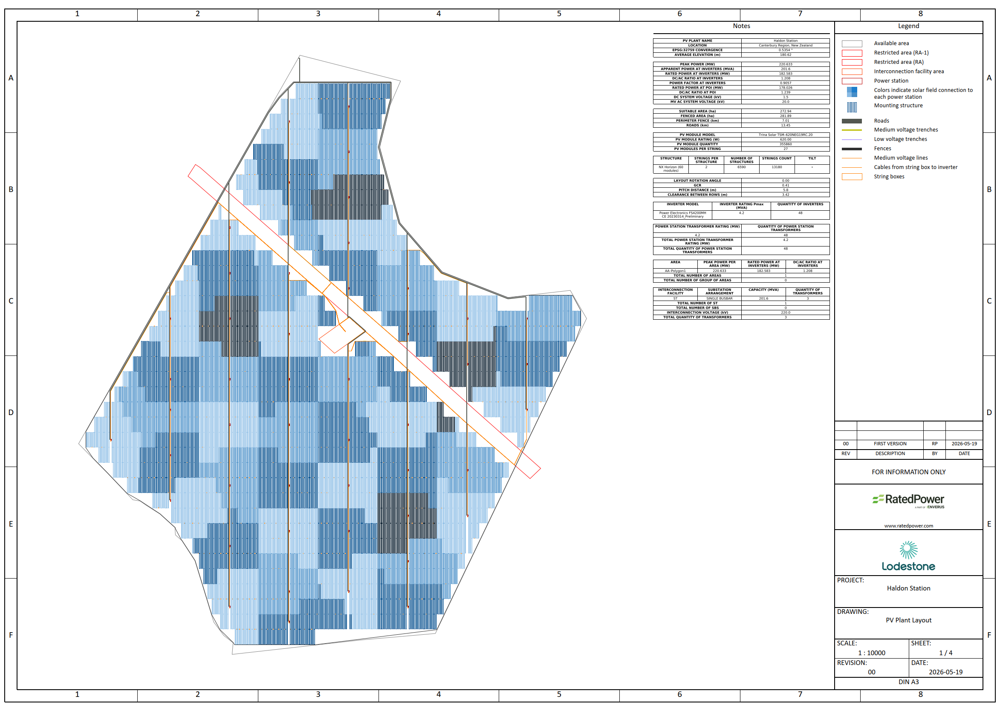 1 2 3 4 5 6 7 8
A
B
C
D
E
F
Notes
PV PLANT NAME Haldon Station
LOCATION Canterbury Region, New Zealand
EPSG:32759 CONVERGENCE 0.5354 °
AVERAGE ELEVATION (m) 180.62
PEAK POWER (MW) 220.633
APPARENT POWER AT INVERTERS (MVA) 201.6
RATED POWER AT INVERTERS (MW) 182.583
DC/AC RATIO AT INVERTERS 1.208
POWER FACTOR AT INVERTERS 0.9057
RATED POWER AT POI (MW) 178.026
DC/AC RATIO AT POI 1.239
DC SYSTEM VOLTAGE (kV) 1.5
MV AC SYSTEM VOLTAGE (kV) 20.0
SUITABLE AREA (ha) 272.94
FENCED AREA (ha) 281.89
PERIMETER FENCE (km) 7.01
ROADS (km) 13.45
PV MODULE MODEL Trina Solar TSM-620NEG19RC.20
PV MODULE RATING (W) 620.00
PV MODULE QUANTITY 355860
PV MODULES PER STRING 27
STRUCTURE STRINGS PER STRUCTURE NUMBER OF STRUCTURES STRINGS COUNT TILT
NX Horizon (60 modules) 2 6590 13180 -
LAYOUT ROTATION ANGLE 0.00
GCR 0.41
PITCH DISTANCE (m) 5.8
CLEARANCE BETWEEN ROWS (m) 3.42
INVERTER MODEL INVERTER RATING Pmax (MVA) QUANTITY OF INVERTERS
Power Electronics FS4200MH CE 20230314_Preliminary 4.2 48
POWER STATION TRANSFORMER RATING (MW) QUANTITY OF POWER STATION TRANSFORMERS
4.2 48
TOTAL POWER STATION TRANSFORMER RATING (MW) 4.2
TOTAL QUANTITY OF POWER STATION TRANSFORMERS 48
AREA PEAK POWER PER AREA (MW) RATED POWER AT INVERTERS (MW) DC/AC RATIO AT INVERTERS
AA-Polygon1 220.633 182.583 1.208
TOTAL NUMBER OF AREAS 1
TOTAL NUMBER OF GROUP OF AREAS 0
INTERCONNECTION FACILITY SUBSTATION ARRANGEMENT CAPACITY (MVA) QUANTITY OF TRANSFORMERS
ST SINGLE BUSBAR 201.6 3
TOTAL NUMBER OF ST 1
TOTAL NUMBER OF SBS 0
INTERCONNECTION VOLTAGE (kV) 220.0
TOTAL QUANTITY OF TRANSFORMERS 3
Legend
Available area
Restricted area (RA-1)
Restricted area (RA)
Interconnection facility area
Power station
Colors indicate solar field connection to
each power station
Mounting structure
Roads
Medium voltage trenches
Low voltage trenches
Fences
Medium voltage lines
Cables from string box to inverter
String boxes
00 FIRST VERSION RP 2026-05-19
REV DESCRIPTION BY DATE
FOR INFORMATION ONLY
RatedPower
A PART OF ENVERUS
www.ratedpower.com
Lodestone
PROJECT:
Haldon Station
DRAWING:
PV Plant Layout
SCALE: SHEET:
1 : 10000 1 / 4
REVISION: DATE:
00 2026-05-19
DIN A3
A
B
C
D
E
F
1 2 3 4 5 6 7 8